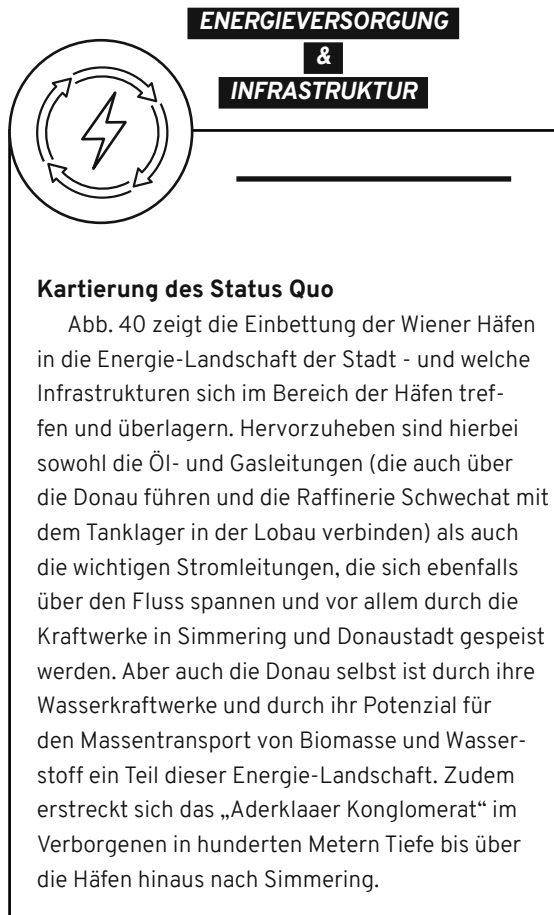 ENERGIEVERSORGUNG
&
INFRASTRUKTUR
Kartierung des Status Quo
Abb. 40 zeigt die Einbettung der Wiener Häfen
in die Energie-Landschaft der Stadt - und welche
Infrastrukturen sich im Bereich der Häfen tref-
fen und überlagern. Hervorzuheben sind hierbei
sowohl die Öl- und Gasleitungen (die auch über
die Donau führen und die Raffinerie Schwechat mit
dem Tanklager in der Lobau verbinden) als auch
die wichtigen Stromleitungen, die sich ebenfalls
über den Fluss spannen und vor allem durch die
Kraftwerke in Simmering und Donaustadt gespeist
werden. Aber auch die Donau selbst ist durch ihre
Wasserkraftwerke und durch ihr Potenzial für
den Massentransport von Biomasse und Wasser-
stoff ein Teil dieser Energie-Landschaft. Zudem
erstreckt sich das „Aderklaaer Konglomerat“ im
Verborgenen in hunderten Metern Tiefe bis über
die Häfen hinaus nach Simmering.